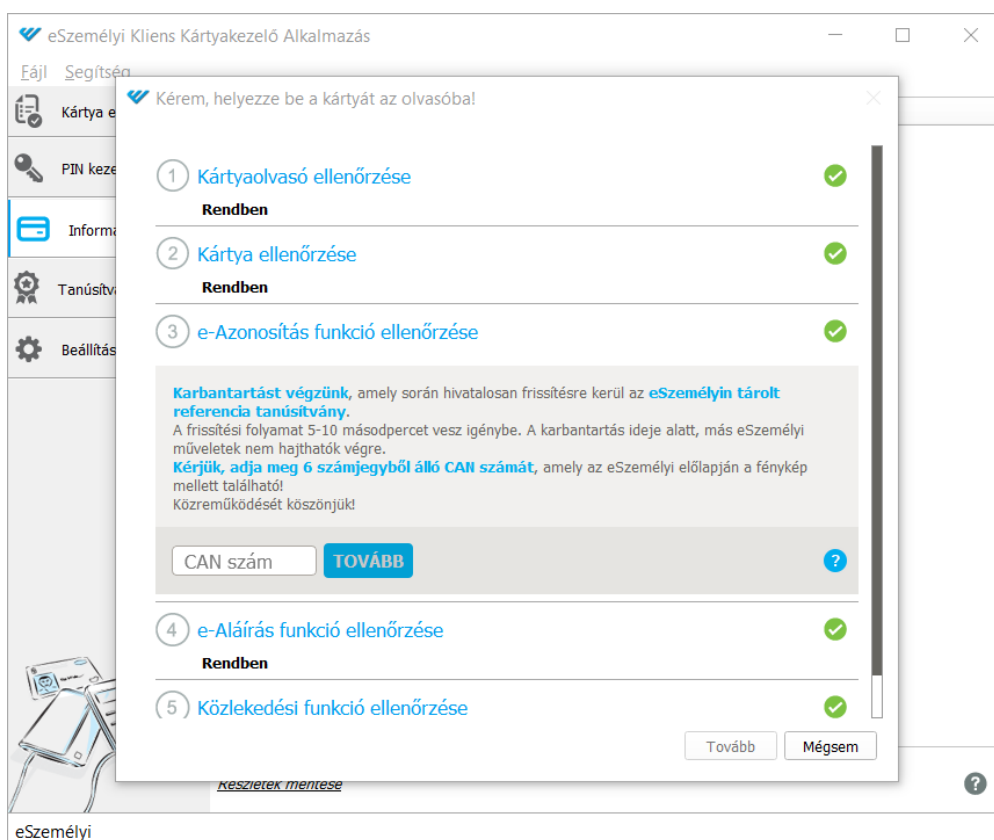 eSzemélyi Kliens Kártyakezelő Alkalmazás
Fájl Segítség
Kérem, helyezze be a kártyát az olvasóba!
Kártya e
PIN keze
Informa
Tanúsítvá
Beállítás
1 Kártyaolvasó ellenőrzése
Rendben
2 Kártya ellenőrzése
Rendben
3 e-Azonosítás funkció ellenőrzése
Karbantartást végzünk, amely során hivatalosan frissítésre kerül az eSzemélyin tárolt
referencia tanúsítvány.
A frissítési folyamat 5-10 másodpercet vesz igénybe. A karbantartás ideje alatt, más eSzemélyi
műveletek nem hajthatók végre.
Kérjük, adja meg 6 számjegyből álló CAN számát, amely az eSzemélyi előlapján a fénykép
mellett található!
Közreműködését köszönjük!
CAN szám TOVÁBB ?
4 e-Aláírás funkció ellenőrzése
Rendben
5 Közlekedési funkció ellenőrzése
Tovább Mégsem
Részletek mentése ?
eSzemélyi